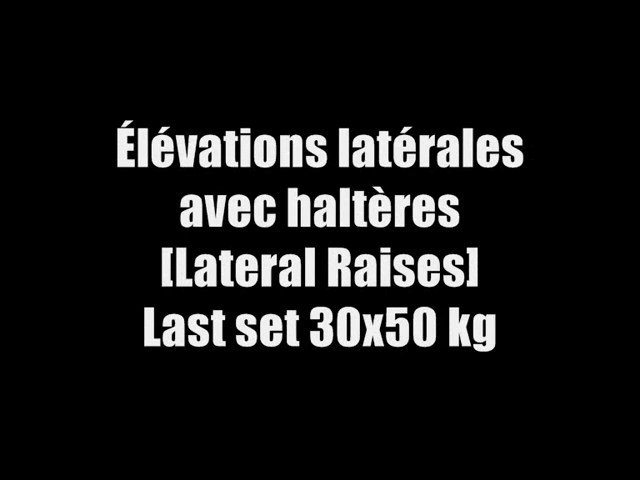 Élévations latérales
avec haltères
[Lateral Raises]
Last set 30x50 kg